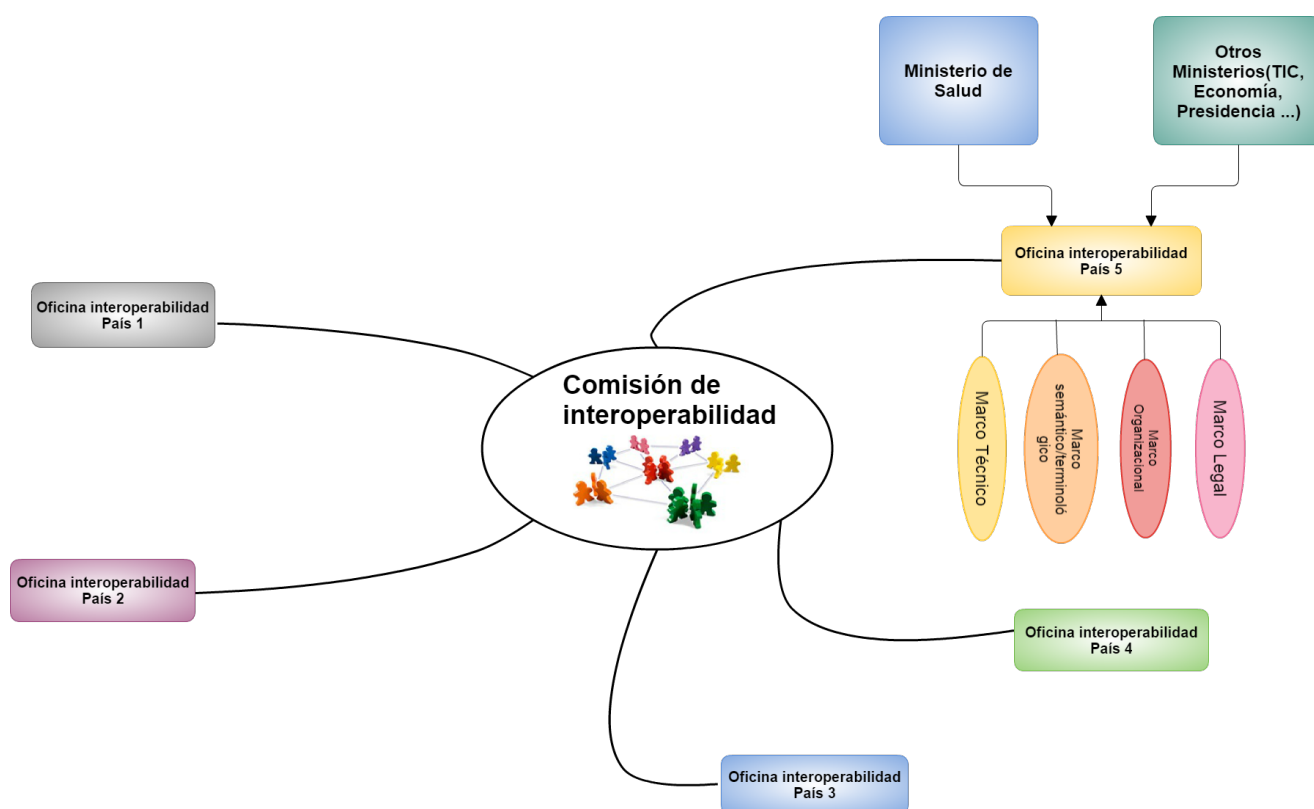 Ministerio de
Salud
Otros
Ministerios(TIC,
Economía,
Presidencia ...)
Oficina interoperabilidad
País 5
Oficina interoperabilidad
País 1
Comisión de
interoperabilidad
Marco Técnico
Marco
semántico/terminoló
gico
Marco
Organizacional
Marco Legal
Oficina interoperabilidad
País 2
Oficina interoperabilidad
País 4
Oficina interoperabilidad
País 3